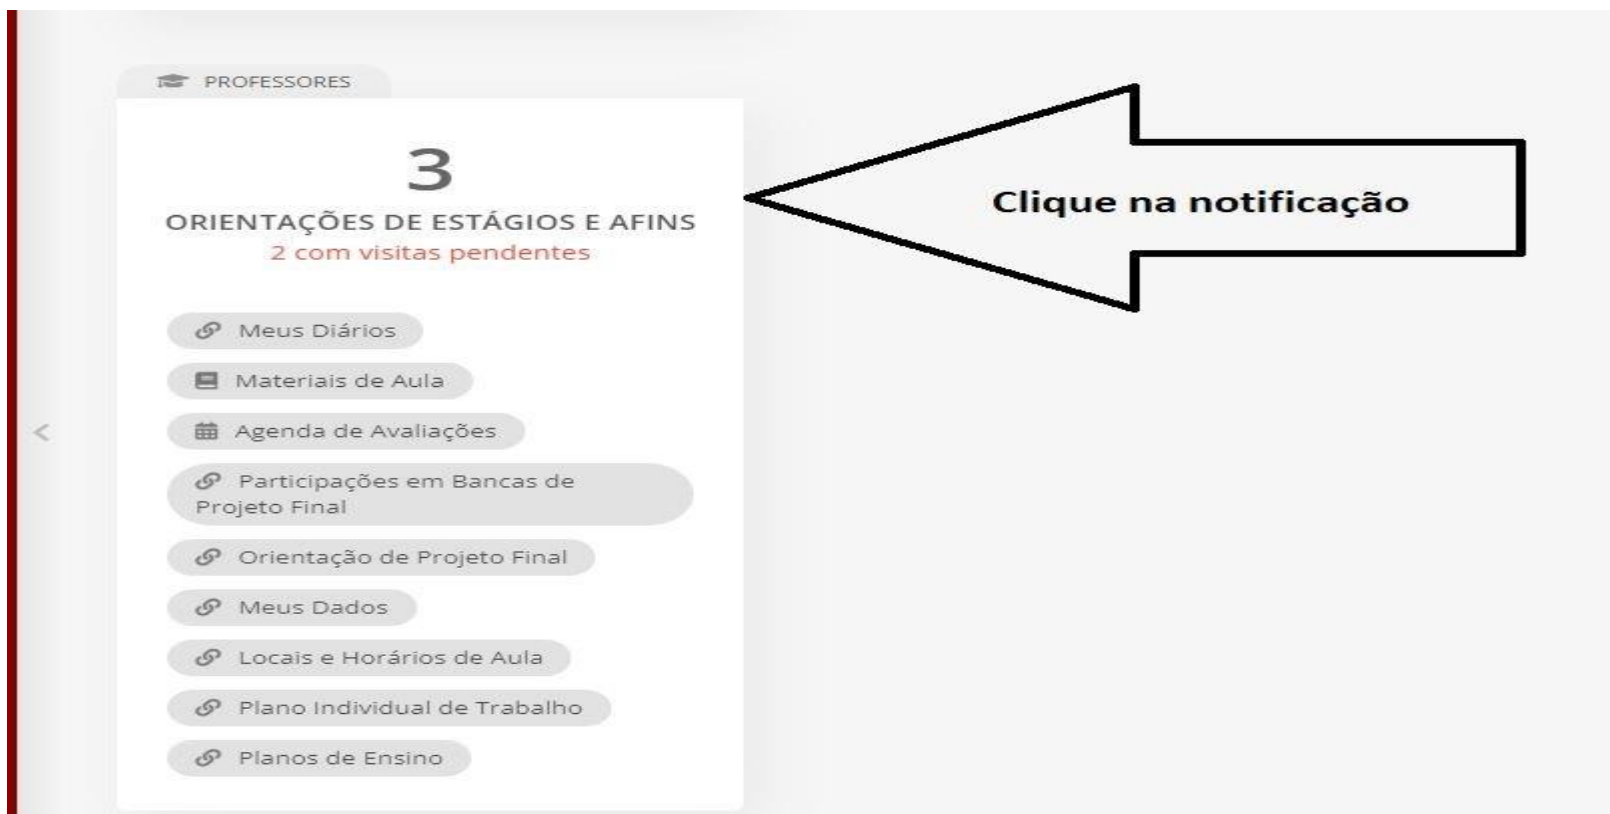 PROFESSORES
3
ORIENTAÇÕES DE ESTÁGIOS E AFINS
2 com visitas pendentes
Clique na notificação
Meus Diários
Materiais de Aula
Agenda de Avaliações
Participações em Bancas de
Projeto Final
Orientação de Projeto Final
Meus Dados
Locais e Horários de Aula
Plano Individual de Trabalho
Planos de Ensino